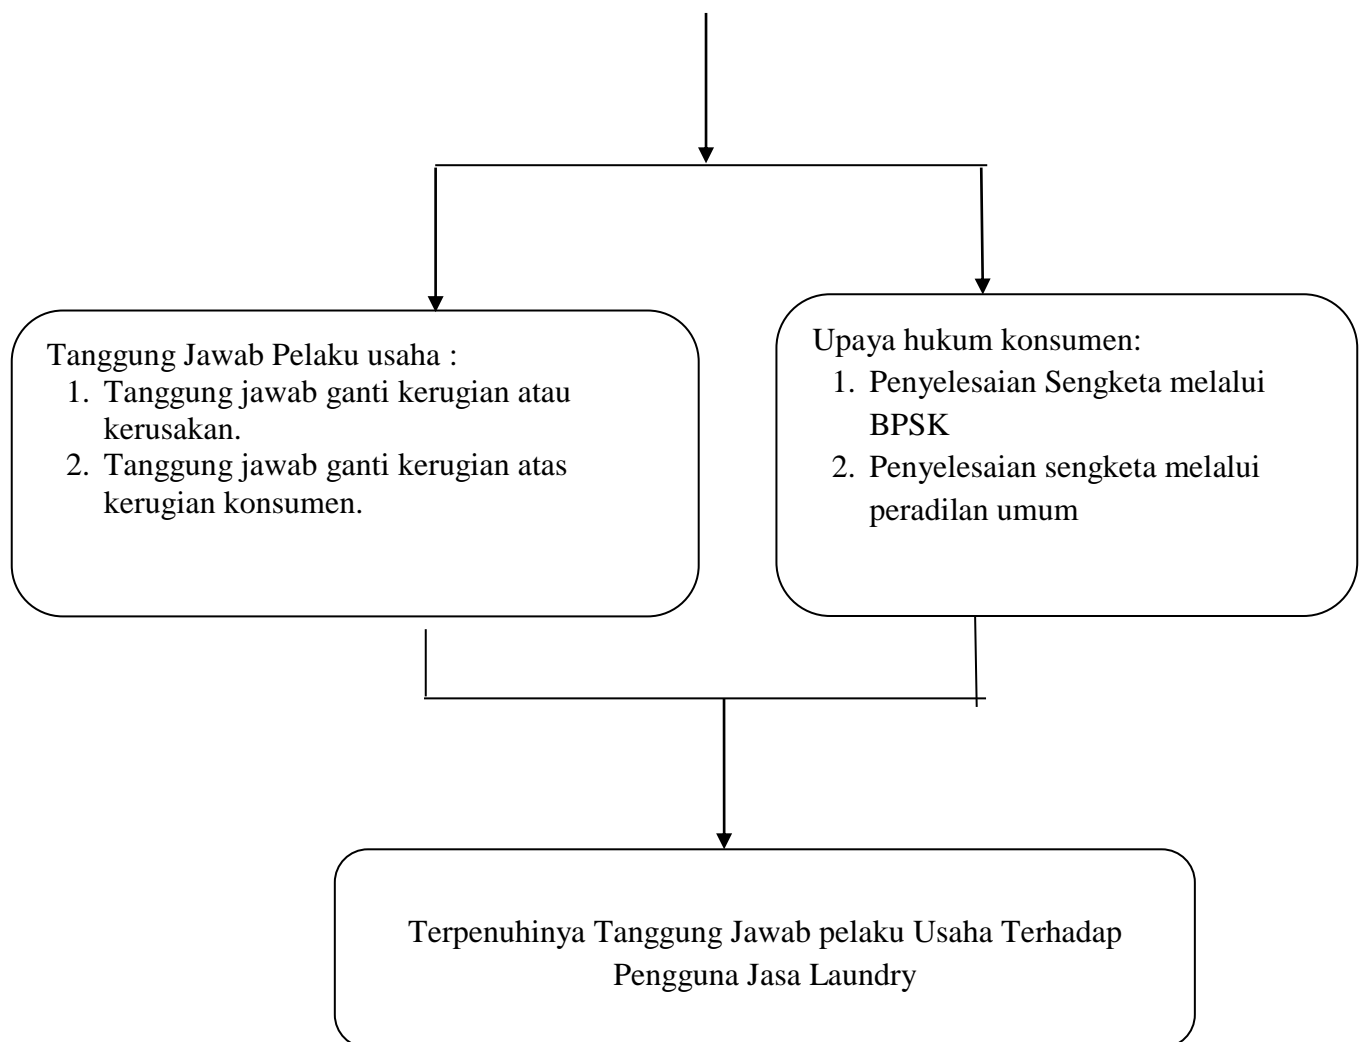 Tanggung Jawab Pelaku usaha :
1. Tanggung jawab ganti kerugian atau
kerusakan.
2. Tanggung jawab ganti kerugian atas
kerugian konsumen.
Upaya hukum konsumen:
1. Penyelesaian Sengketa melalui
BPSK
2. Penyelesaian sengketa melalui
peradilan umum
Terpenuhinya Tanggung Jawab pelaku Usaha Terhadap
Pengguna Jasa Laundry